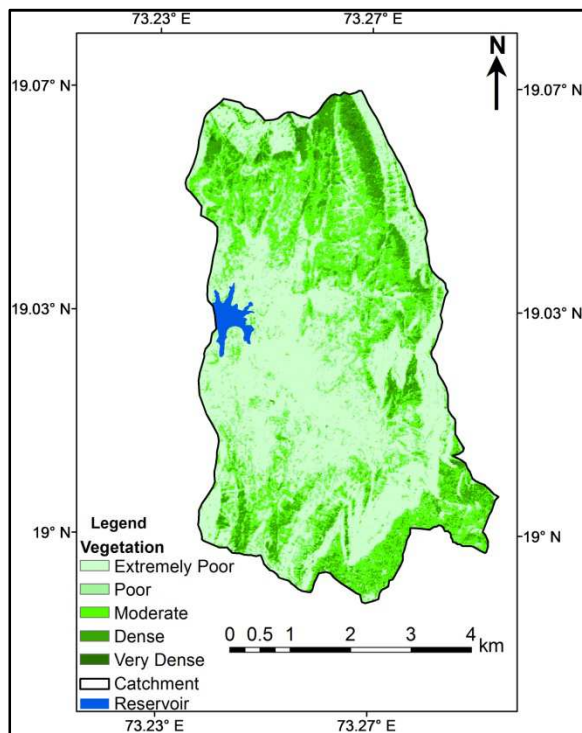 73.23° E 73.27° E
N
19.07° N 19.07° N
19.03° N 19.03° N
19° N 19° N
Legend
Vegetation
Extremely Poor
Poor
Moderate
Dense
Very Dense
Catchment
Reservoir
0 0.5 1 2 3 4
km
73.23° E 73.27° E